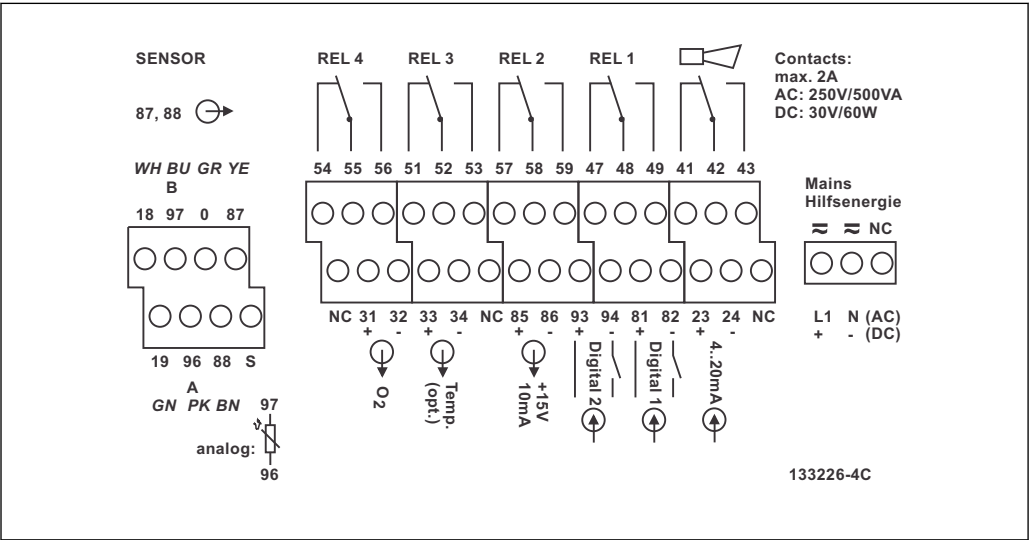 SENSOR
87, 88
WH BU GR YE
B
18 97 0 87
19 96 88 S
A
GN PK BN
analog:
97
96
REL 4 REL 3 REL 2 REL 1
54 55 56 51 52 53 57 58 59 47 48 49 41 42 43
NC 31 32 33 34 NC 85 86 93 94 81 82 23 24 NC
+ - + - + - + - + - + -
O2
Temp.
(opt.)
+15V
10mA
Digital 2
Digital 1
4..20mA
Contacts:
max. 2A
AC: 250V/500VA
DC: 30V/60W
Mains
Hilfsenergie
≂ ≂ NC
L1 N (AC)
+ - (DC)
133226-4C